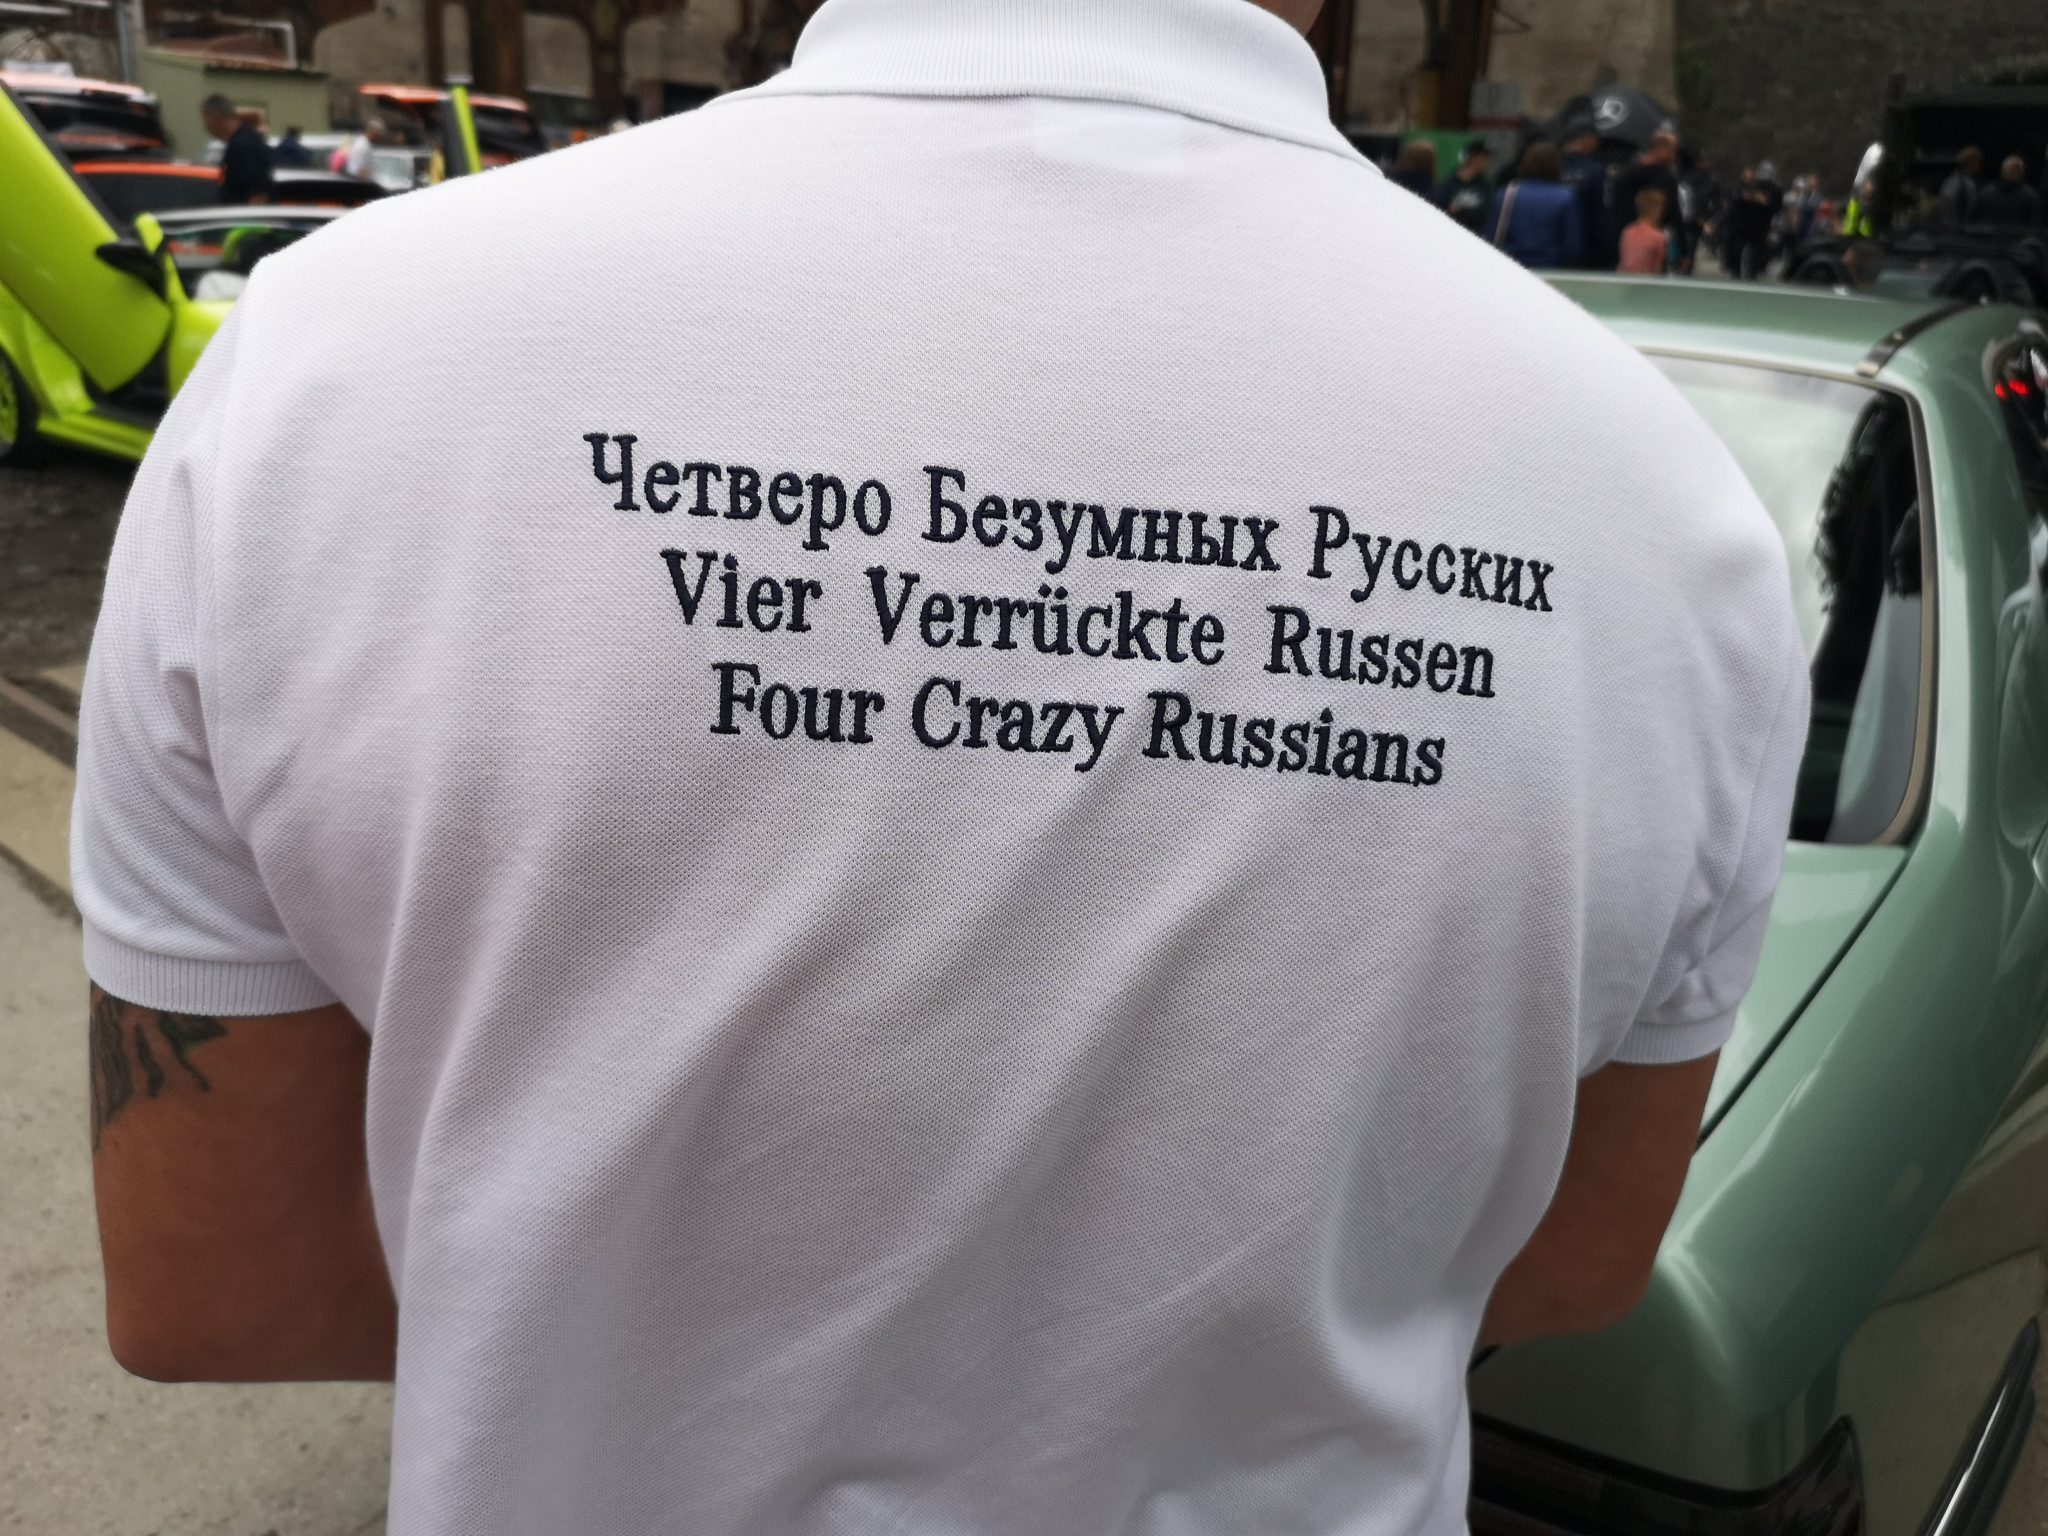 Четверо Безумных Русских
Vier Verrückte Russen
Four Crazy Russians